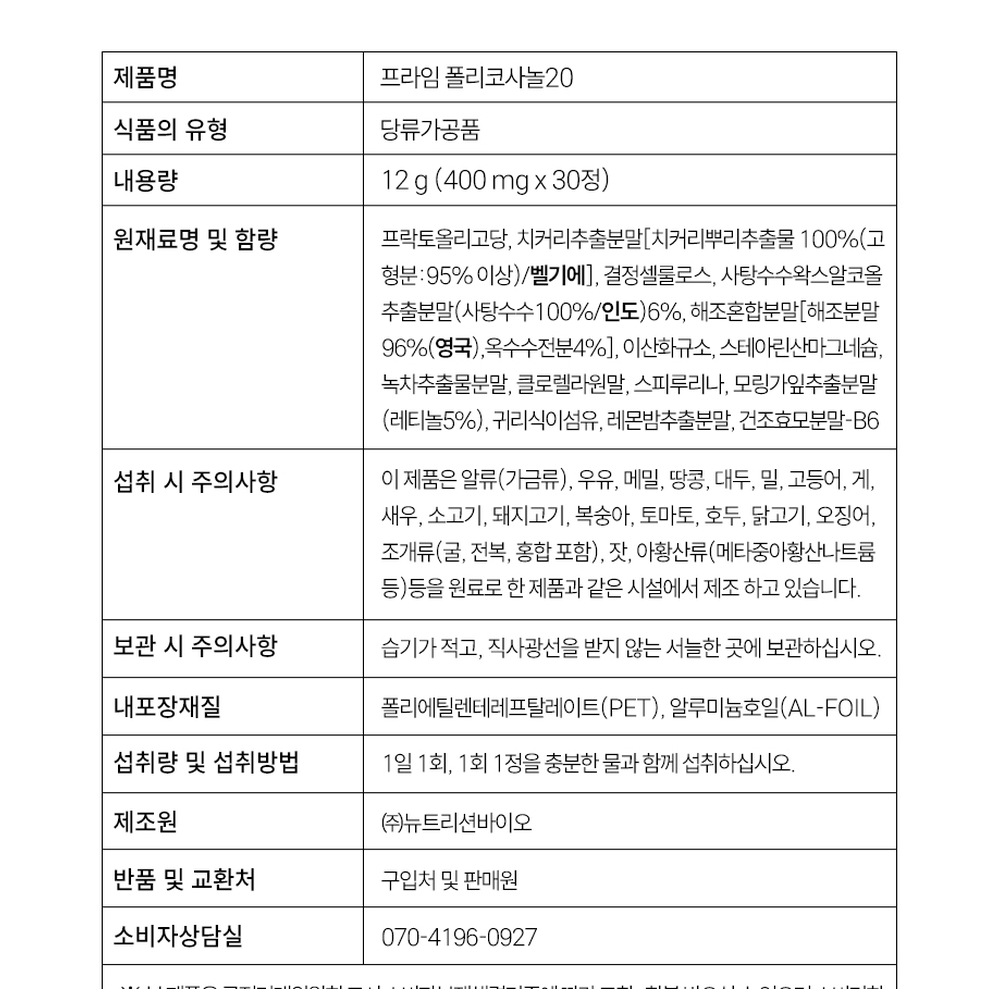 제품명
프라임 폴리코사놀20
식품의 유형
당류가공품
내용량
12 g (400 mg x 30정)
원재료명 및 함량
프락토올리고당, 치커리추출분말[치커리뿌리추출물 100%(고
형분:95% 이상)/벨기에], 결정셀룰로스, 사탕수수왁스알코올
추출분말(사탕수수100%/인도)6%, 해조혼합분말[해조분말
96%(영국),옥수수전분4%], 이산화규소, 스테아린산마그네슘,
녹차추출물분말, 클로렐라원말, 스피루리나, 모링가잎추출분말
(레티놀5%), 귀리식이섬유, 레몬밤추출분말, 건조효모분말-B6
섭취 시 주의사항
이 제품은 알류(가금류), 우유, 메밀, 땅콩, 대두, 밀, 고등어, 게,
새우, 소고기, 돼지고기, 복숭아, 토마토, 호두, 닭고기, 오징어,
조개류(굴, 전복, 홍합 포함), 잣, 아황산류(메타중아황산나트륨
등)등을 원료로 한 제품과 같은 시설에서 제조 하고 있습니다.
보관 시 주의사항
습기가 적고, 직사광선을 받지 않는 서늘한 곳에 보관하십시오.
내포장재질
폴리에틸렌테레프탈레이트(PET), 알루미늄호일(AL-FOIL)
섭취량 및 섭취방법
1일 1회, 1회 1정을 충분한 물과 함께 섭취하십시오.
제조원
㈜뉴트리션바이오
반품 및 교환처
구입처 및 판매원
소비자상담실
070-4196-0927